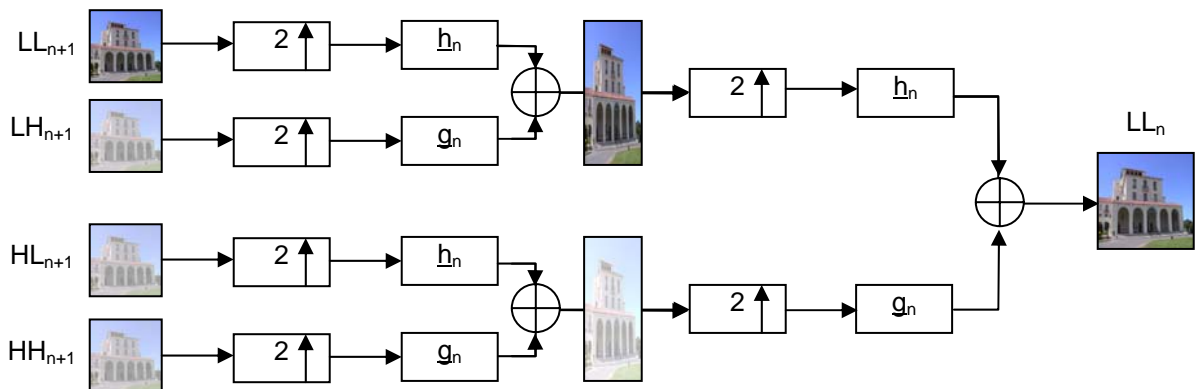 LLn+1 2 hn 2 hn
LHn+1 2 gn
LLn
HLn+1 2 hn
HHn+1 2 gn 2 gn